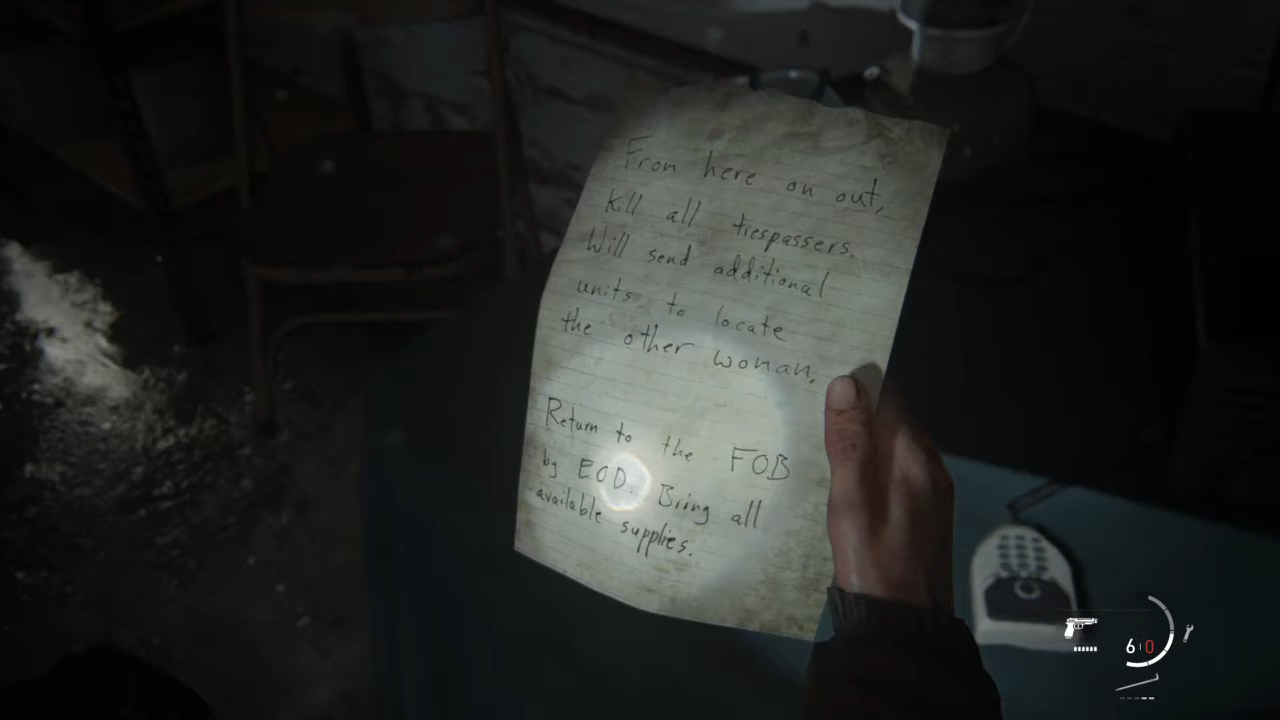 From here on out,
kill all trespassers.
Will send additional
units to locate
the other woman.
Return to the FOB
by EOD. Bring all
available supplies.
6 0